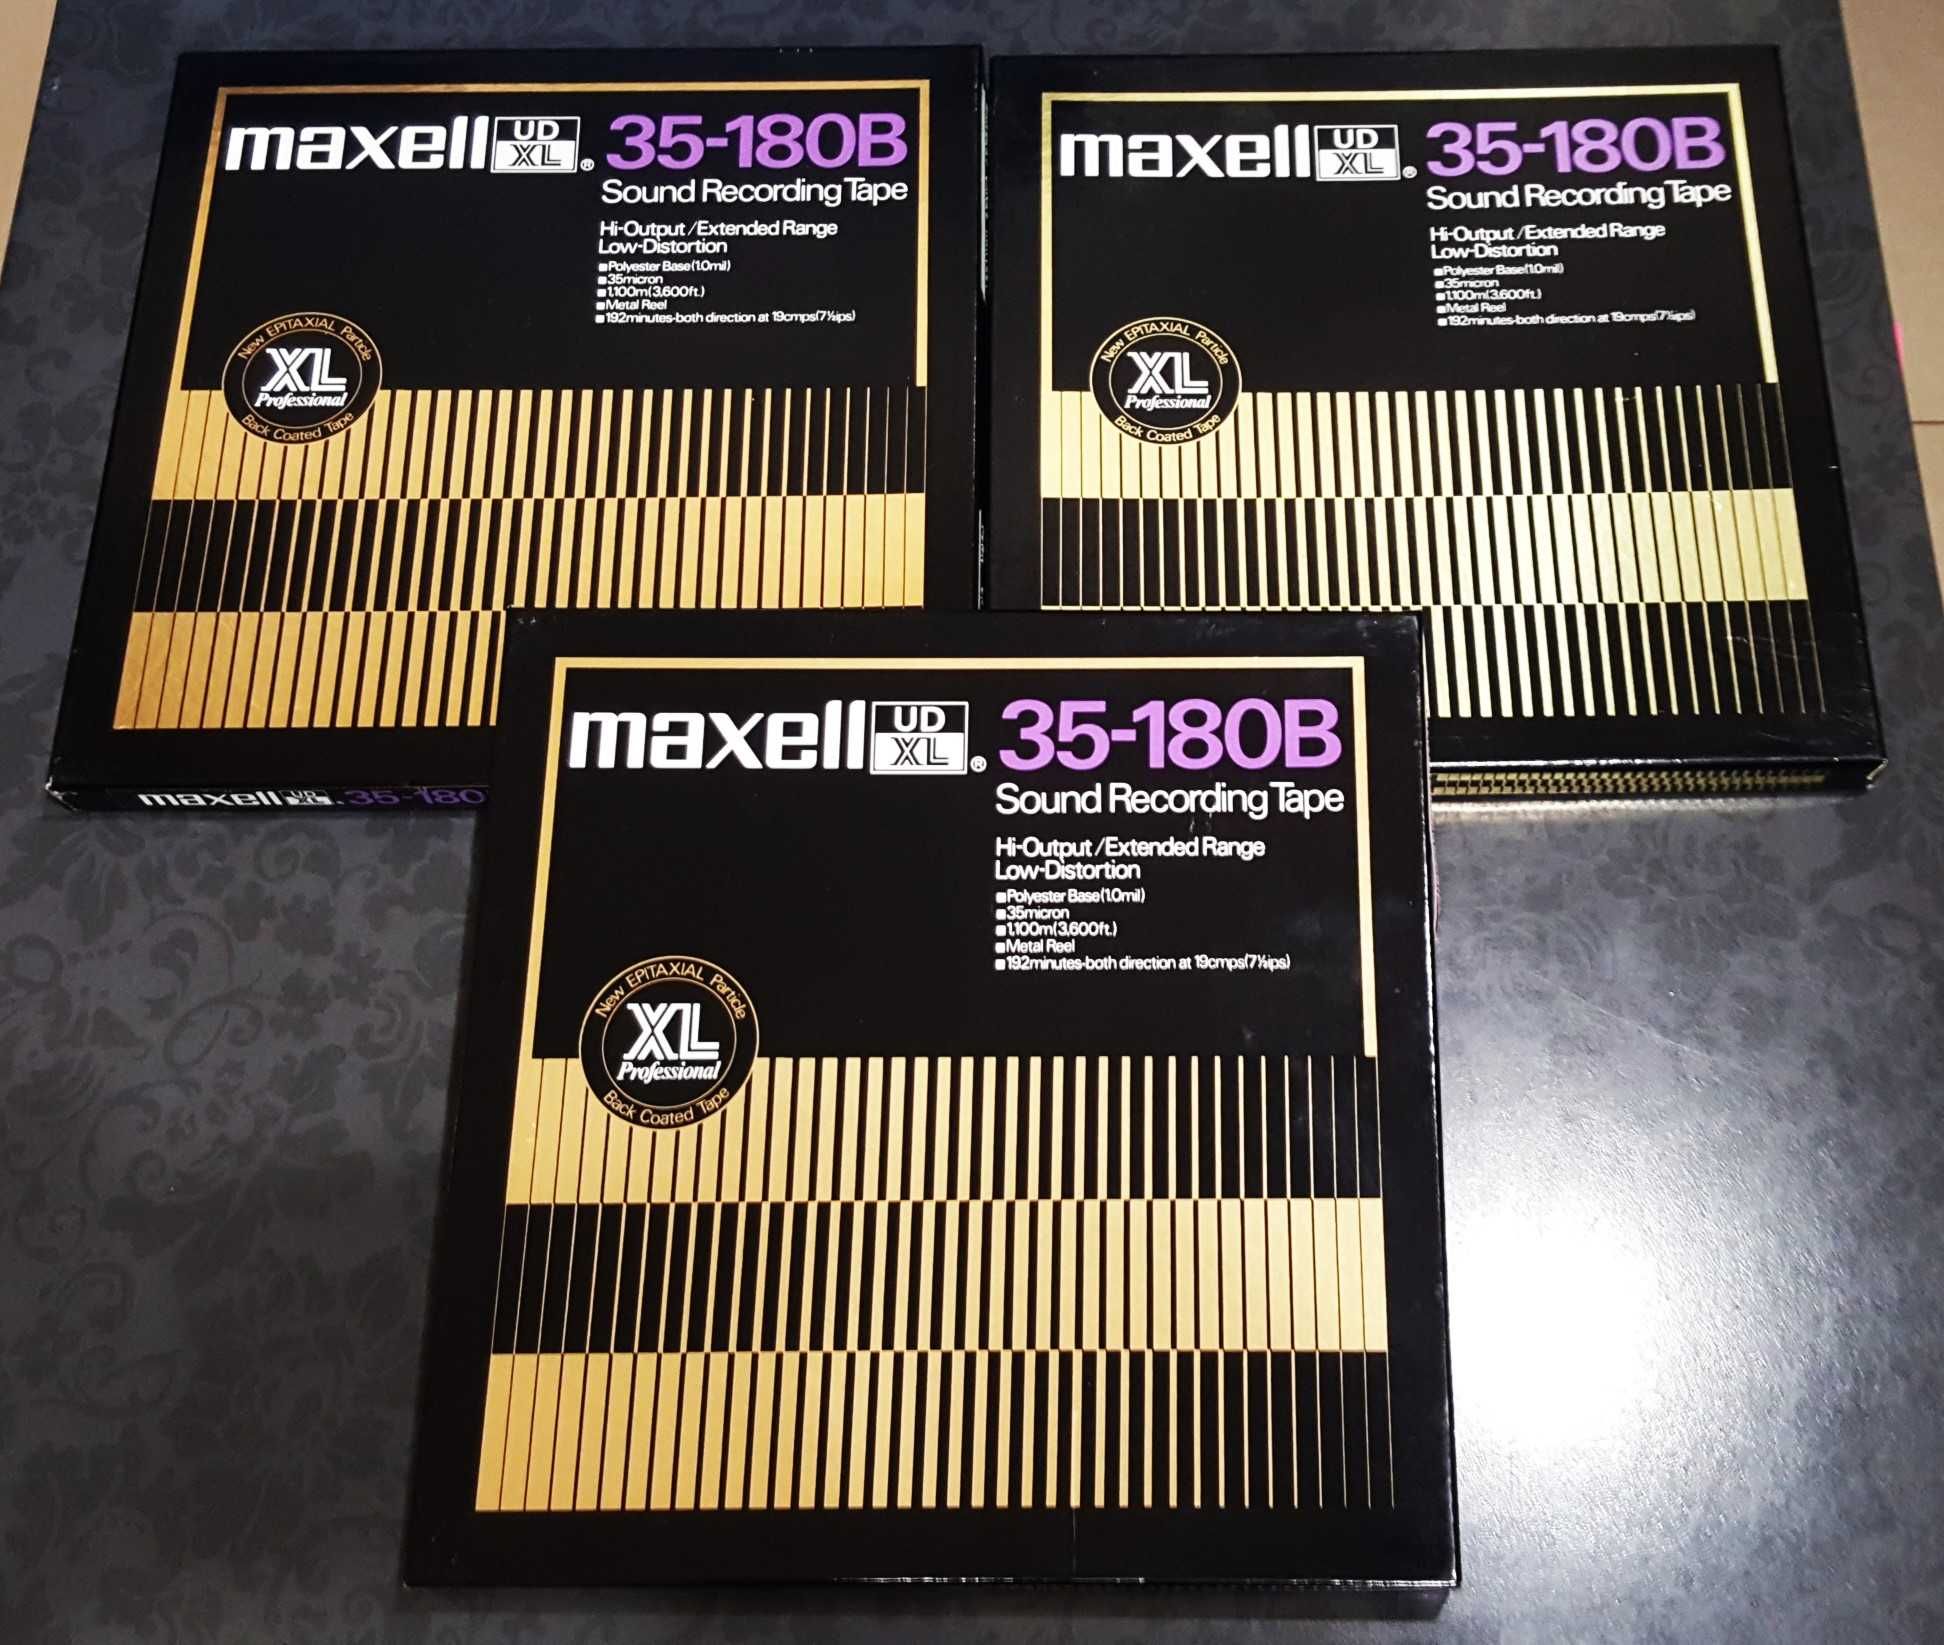 maxell UD XL ® 35-180B
Sound Recording Tape
Hi-Output/Extended Range
Low-Distortion
■Polyester Base(1.0mil)
■35micron
■1,100m(3,600ft.)
■Metal Reel
■192minutes-both direction at 19cmps(7½ips)
New EPITAXIAL Particle
XL
Professional
Back Coated Tape
maxell UD XL 35-180
maxell UD XL ® 35-180B
Sound Recording Tape
Hi-Output/Extended Range
Low-Distortion
■Polyester Base(1.0mil)
■35micron
■1,100m(3,600ft.)
■Metal Reel
■192minutes-both direction at 19cmps(7½ips)
New EPITAXIAL Particle
XL
Professional
Back Coated Tape
maxell UD XL ® 35-180B
Sound Recording Tape
Hi-Output/Extended Range
Low-Distortion
■Polyester Base(1.0mil)
■35micron
■1,100m(3,600ft.)
■Metal Reel
■192minutes-both direction at 19cmps(7½ips)
New EPITAXIAL Particle
XL
Professional
Back Coated Tape